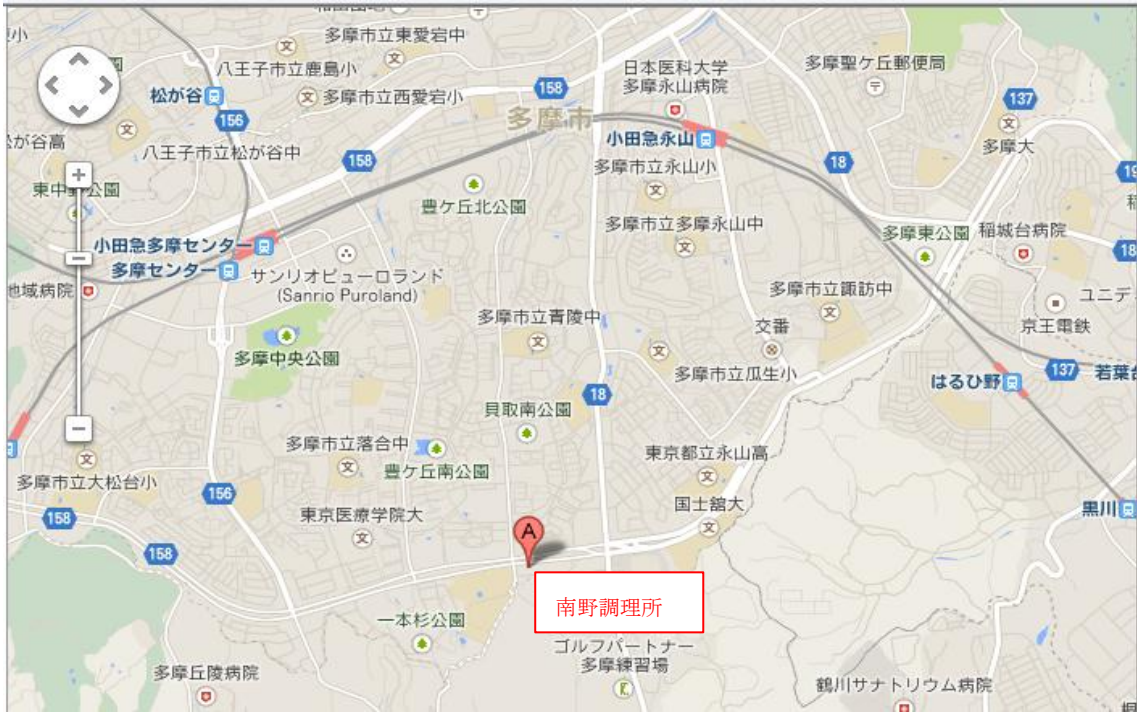 多摩市立東愛宕中
八王子市立鹿島小
日本医科大学
多摩永山病院
多摩聖ケ丘郵便局
松が谷
多摩市立西愛宕小
158
137
156
多摩市
小田急永山
多摩大
八王子市立松が谷中
158
18
多摩市立永山小
豊ケ丘北公園
多摩市立多摩永山中
多摩東公園
稲城台病院
小田急多摩センター
多摩センター
サンリオピューロランド
(Sanrio Puroland)
18
地域病院
多摩市立諏訪中
ユニデ
多摩市立青陵中
交番
京王電鉄
多摩中央公園
多摩市立瓜生小
はるひ野
137
若葉台
18
貝取南公園
多摩市立落合中
豊ケ丘南公園
東京都立永山高
多摩市立大松台小
156
国士舘大
黒川
158
東京医療学院大
A
158
南野調理所
一本杉公園
ゴルフパートナー
多摩練習場
多摩丘陵病院
鶴川サナトリウム病院